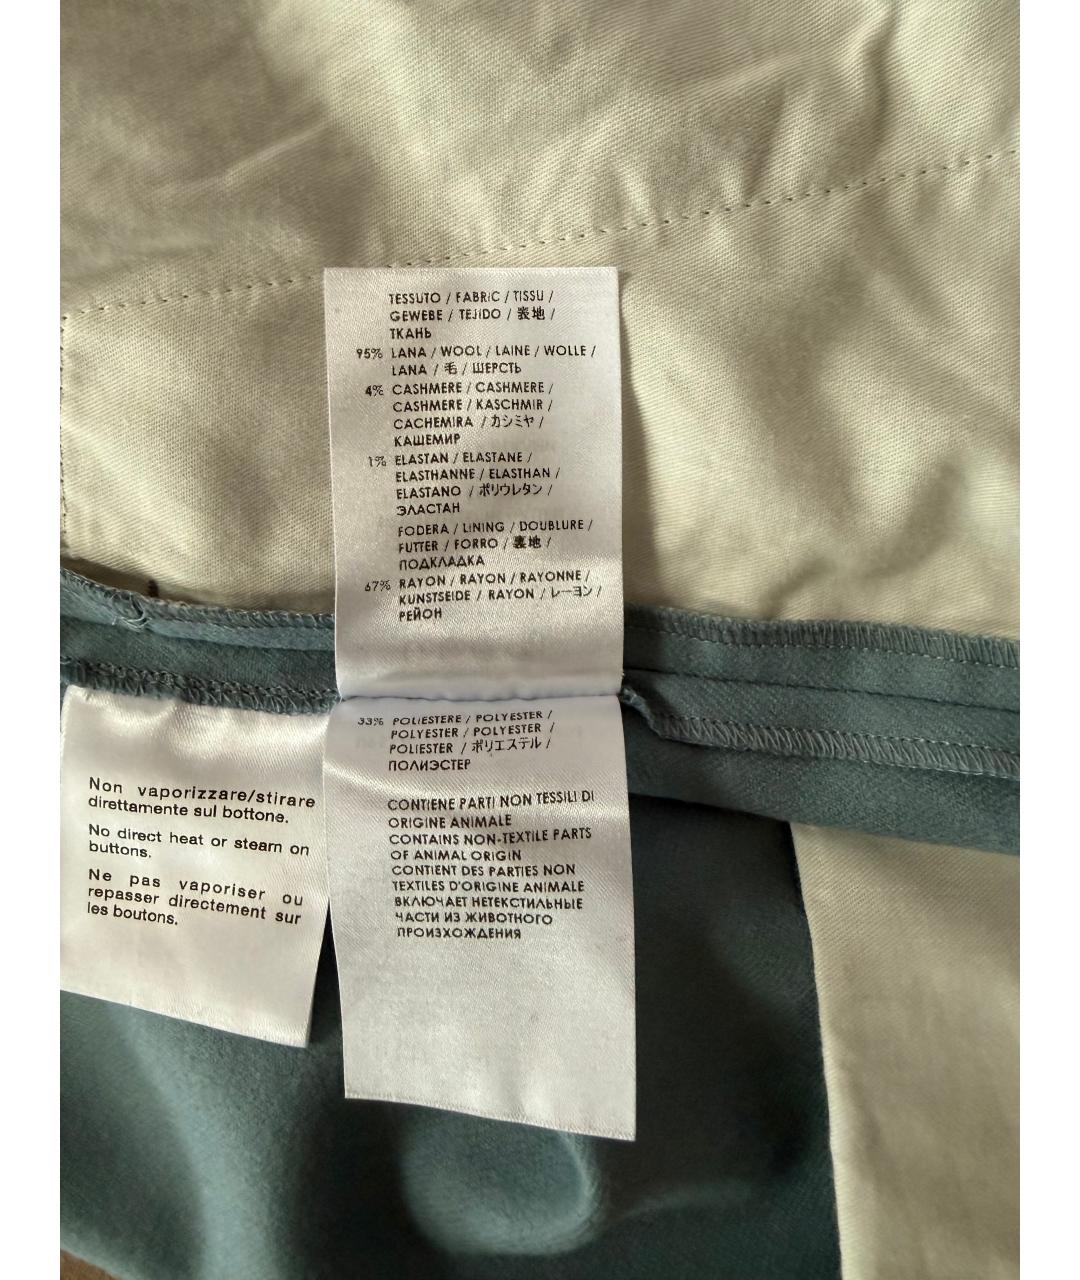 TESSUTO / FABRIC / TISSU /
GEWEBE / TEJIDO / 表地 /
ТКАНЬ
95% LANA / WOOL / LAINE / WOLLE /
LANA / 毛 / ШЕРСТЬ
4% CASHMERE / CASHMERE /
CASHMERE / KASCHMIR /
CACHEMIRA / カシミヤ /
КАШЕМИР
1% ELASTAN / ELASTANE /
ELASTHANNE / ELASTHAN /
ELASTANO / ポリウレタン /
ЭЛАСТАН
FODERA / LINING / DOUBLURE /
FUTTER / FORRO / 裏地 /
ПОДКЛАДКА
67% RAYON / RAYON / RAYONNE /
KUNSTSEIDE / RAYON / レーヨン /
РЕЙОН
33% POLIESTERE / POLYESTER /
POLYESTER / POLYESTER /
POLIESTER / ポリエステル /
ПОЛИЭСТЕР
CONTIENE PARTI NON TESSILI DI
ORIGINE ANIMALE
CONTAINS NON-TEXTILE PARTS
OF ANIMAL ORIGIN
CONTIENT DES PARTIES NON
TEXTILES D'ORIGINE ANIMALE
ВКЛЮЧАЕТ НЕТЕКСТИЛЬНЫЕ
ЧАСТИ ИЗ ЖИВОТНОГО
ПРОИЗХОЖДЕНИЯ
Non vaporizzare/stirare
direttamente sul bottone.
No direct heat or steam on
buttons.
Ne pas vaporiser ou
repasser directement sur
les boutons.